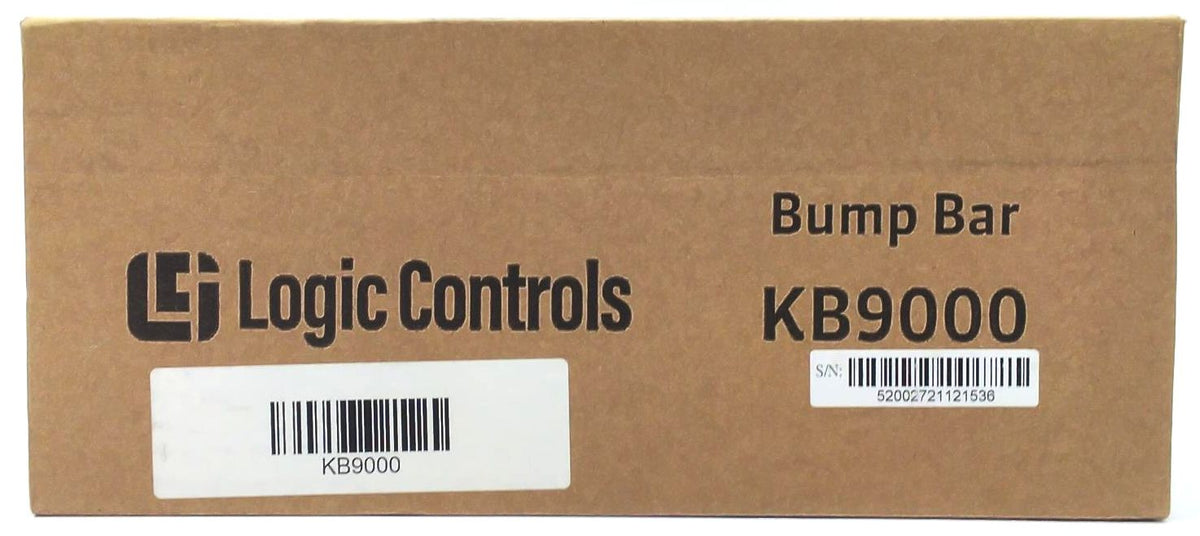 Bump Bar
Logic Controls
KB9000
S/N:
52002721121536
KB9000